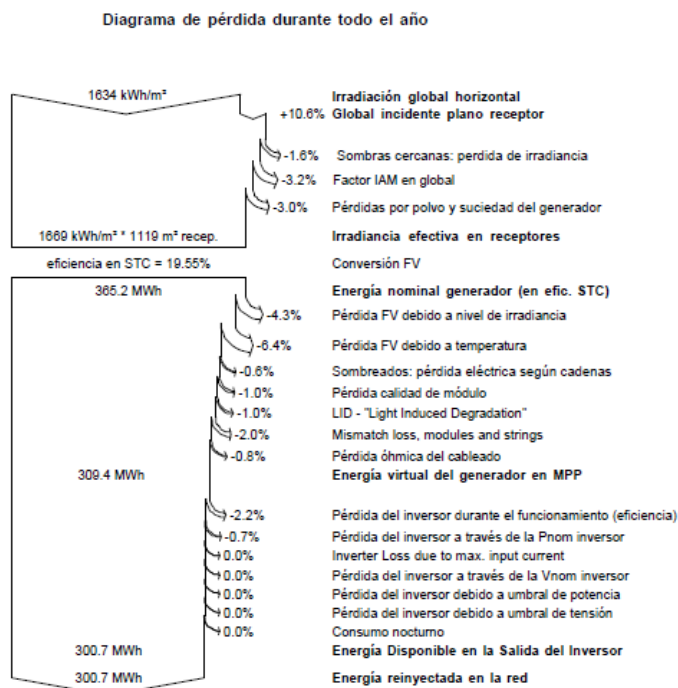 Diagrama de pérdida durante todo el año
1634 kWh/m² Irradiación global horizontal
+10.6% Global incidente plano receptor
-1.6% Sombras cercanas: perdida de irradiancia
-3.2% Factor IAM en global
-3.0% Pérdidas por polvo y suciedad del generador
1669 kWh/m² * 1119 m² recep. Irradiancia efectiva en receptores
eficiencia en STC = 19.55% Conversión FV
365.2 MWh Energía nominal generador (en efic. STC)
-4.3% Pérdida FV debido a nivel de irradiancia
-6.4% Pérdida FV debido a temperatura
-0.6% Sombreados: pérdida eléctrica según cadenas
-1.0% Pérdida calidad de módulo
-1.0% LID - "Light Induced Degradation"
-2.0% Mismatch loss, modules and strings
-0.8% Pérdida óhmica del cableado
309.4 MWh Energía virtual del generador en MPP
-2.2% Pérdida del inversor durante el funcionamiento (eficiencia)
-0.7% Pérdida del inversor a través de la Pnom inversor
0.0% Inverter Loss due to max. input current
0.0% Pérdida del inversor a través de la Vnom inversor
0.0% Pérdida del inversor debido a umbral de potencia
0.0% Pérdida del inversor debido a umbral de tensión
0.0% Consumo nocturno
300.7 MWh Energía Disponible en la Salida del Inversor
300.7 MWh Energía reinyectada en la red